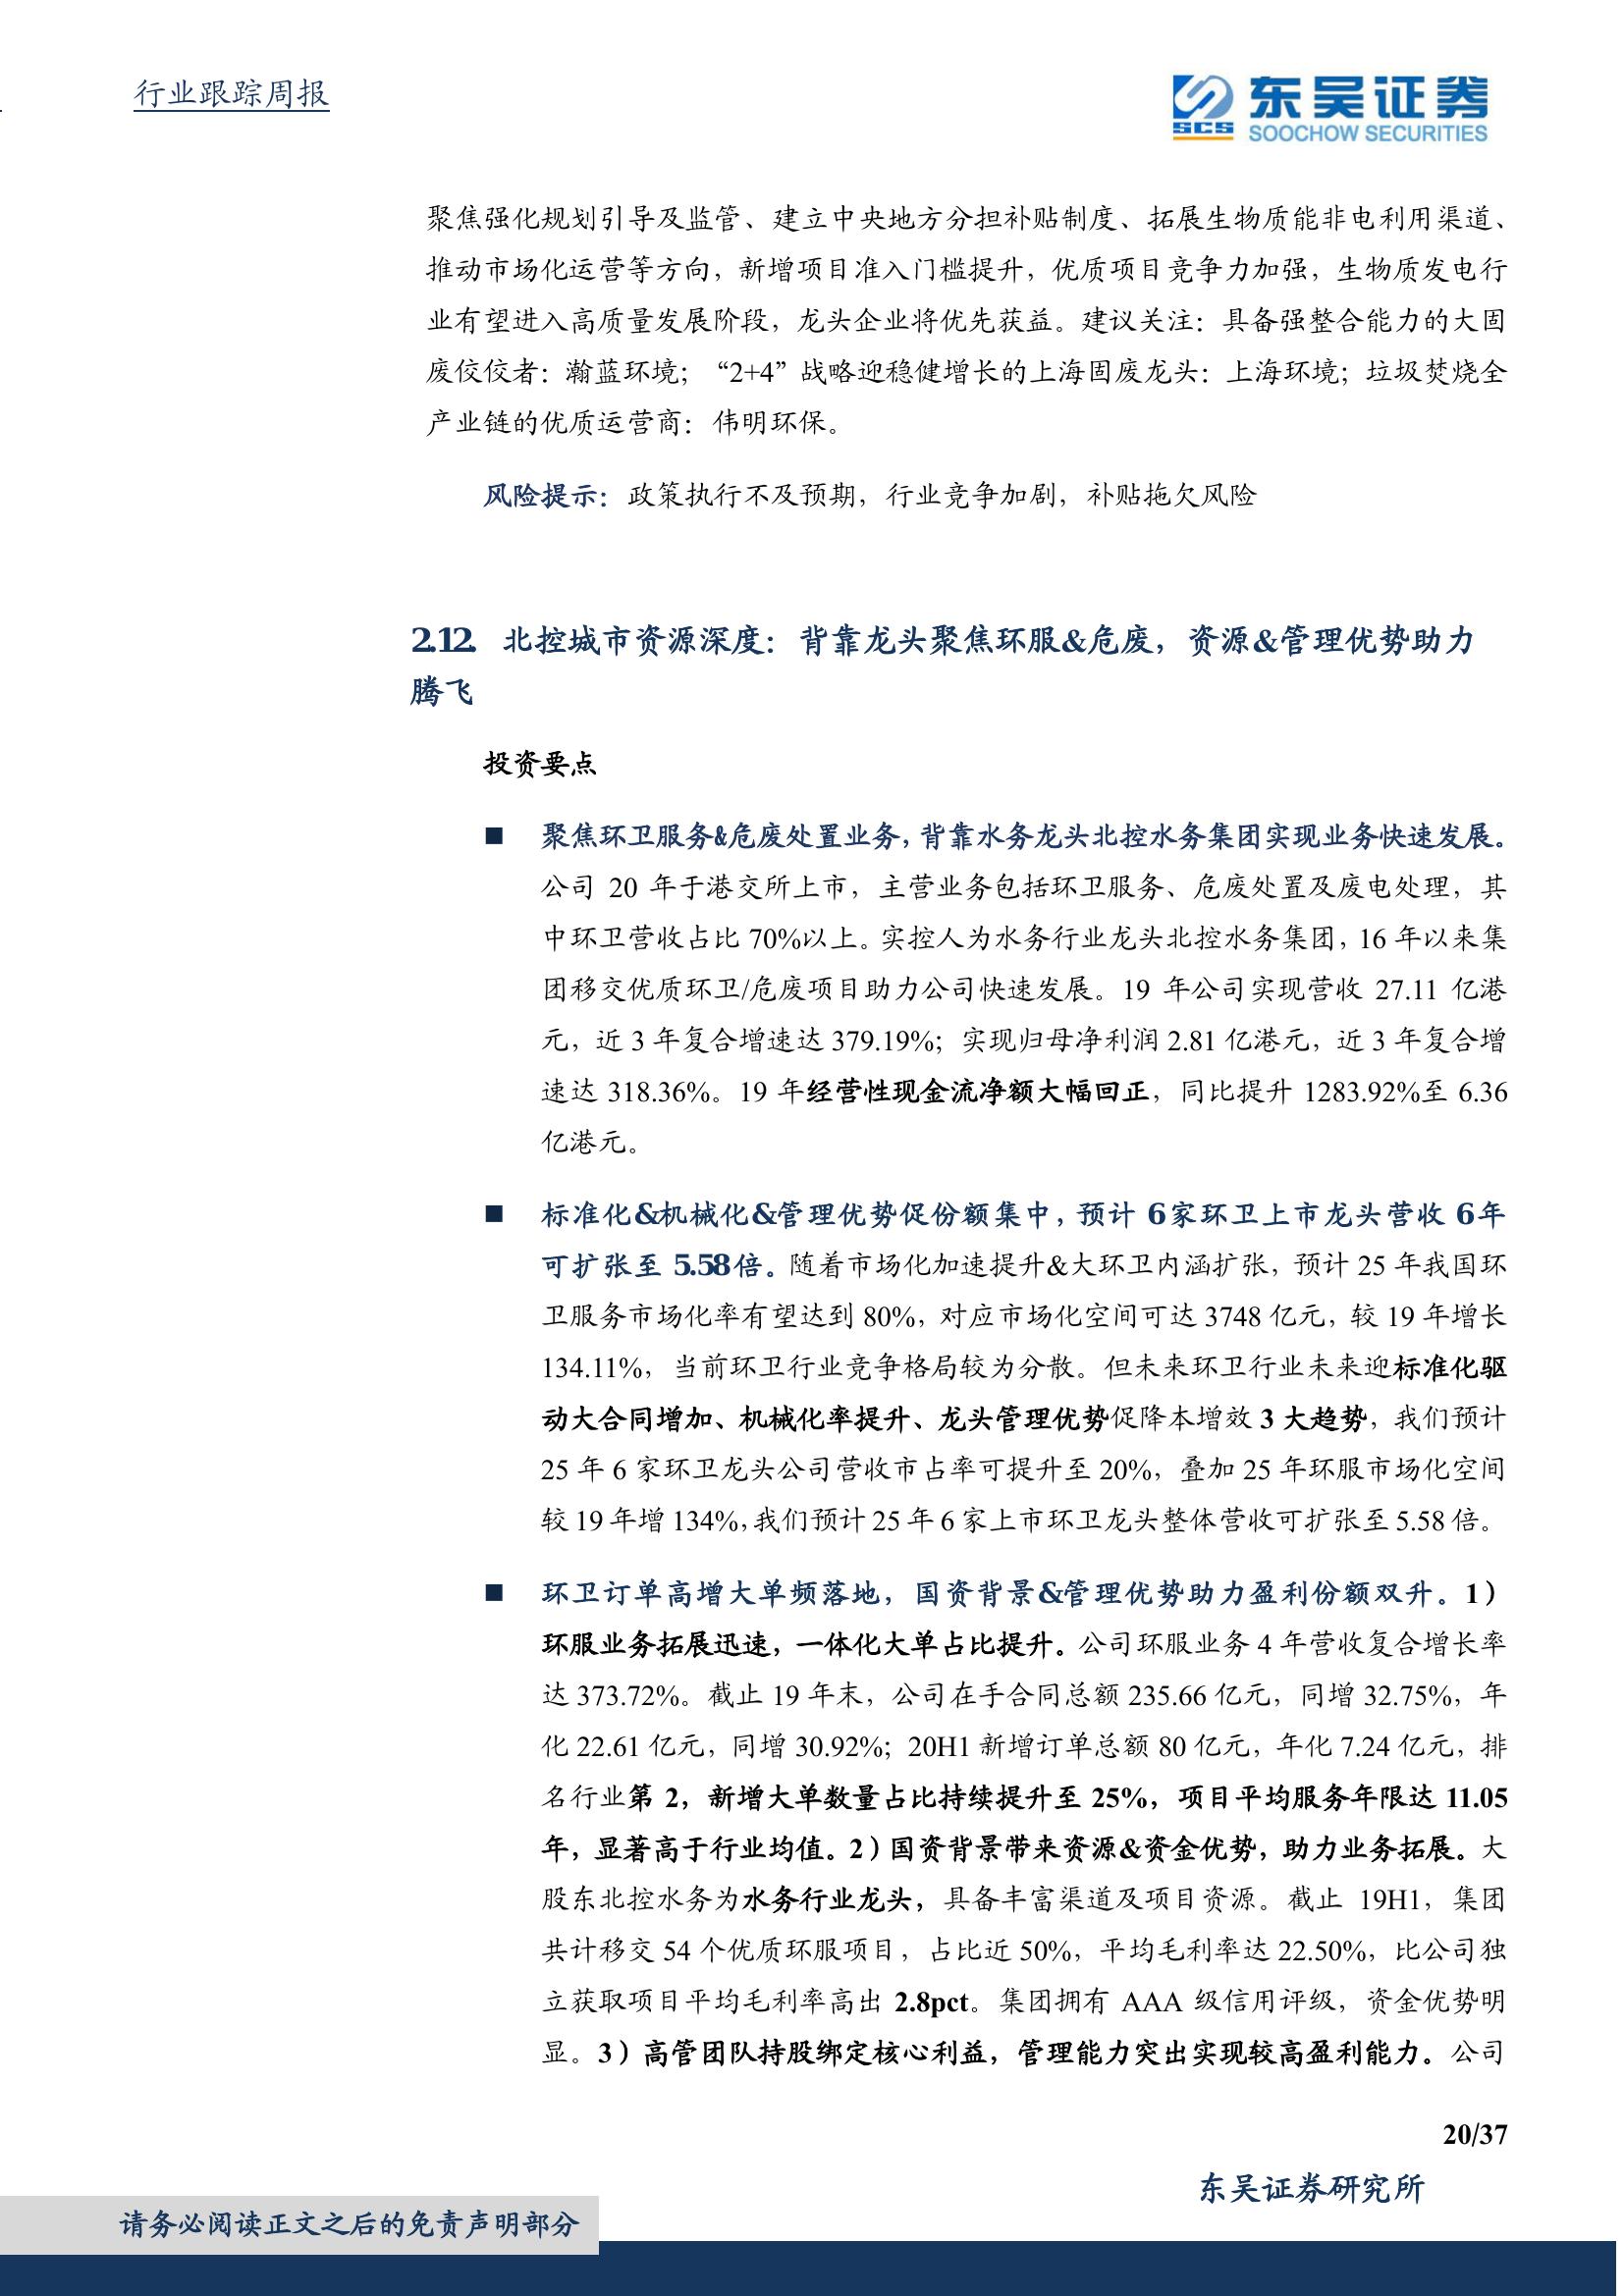 行业跟踪周报
东吴证券
SCS
SOOCHOW SECURITIES
聚焦强化规划引导及监管、建立中央地方分担补贴制度、拓展生物质能非电利用渠道、
推动市场化运营等方向，新增项目准入门槛提升，优质项目竞争力加强，生物质发电行
业有望进入高质量发展阶段，龙头企业将优先获益。建议关注：具备强整合能力的大固
废佼佼者：瀚蓝环境；“2+4”战略迎稳健增长的上海固废龙头：上海环境；垃圾焚烧全
产业链的优质运营商：伟明环保。
风险提示：政策执行不及预期，行业竞争加剧，补贴拖欠风险
2.12. 北控城市资源深度：背靠龙头聚焦环服&危废，资源&管理优势助力
腾飞
投资要点
■ 聚焦环卫服务&危废处置业务，背靠水务龙头北控水务集团实现业务快速发展。
公司 20 年于港交所上市，主营业务包括环卫服务、危废处置及废电处理，其
中环卫营收占比 70%以上。实控人为水务行业龙头北控水务集团，16 年以来集
团移交优质环卫/危废项目助力公司快速发展。19 年公司实现营收 27.11 亿港
元，近 3 年复合增速达 379.19%；实现归母净利润 2.81 亿港元，近 3 年复合增
速达 318.36%。19 年经营性现金流净额大幅回正，同比提升 1283.92%至 6.36
亿港元。
■ 标准化&机械化&管理优势促份额集中，预计 6 家环卫上市龙头营收 6 年
可扩张至 5.58 倍。随着市场化加速提升&大环卫内涵扩张，预计 25 年我国环
卫服务市场化率有望达到 80%，对应市场化空间可达 3748 亿元，较 19 年增长
134.11%，当前环卫行业竞争格局较为分散。但未来环卫行业未来迎标准化驱
动大合同增加、机械化率提升、龙头管理优势促降本增效 3 大趋势，我们预计
25 年 6 家环卫龙头公司营收市占率可提升至 20%，叠加 25 年环服市场化空间
较 19 年增 134%，我们预计 25 年 6 家上市环卫龙头整体营收可扩张至 5.58 倍。
■ 环卫订单高增大单频落地，国资背景&管理优势助力盈利份额双升。1）
环服业务拓展迅速，一体化大单占比提升。公司环服业务 4 年营收复合增长率
达 373.72%。截止 19 年末，公司在手合同总额 235.66 亿元，同增 32.75%，年
化 22.61 亿元，同增 30.92%；20H1 新增订单总额 80 亿元，年化 7.24 亿元，排
名行业第 2，新增大单数量占比持续提升至 25%，项目平均服务年限达 11.05
年，显著高于行业均值。2）国资背景带来资源&资金优势，助力业务拓展。大
股东北控水务为水务行业龙头，具备丰富渠道及项目资源。截止 19H1，集团
共计移交 54 个优质环服项目，占比近 50%，平均毛利率达 22.50%，比公司独
立获取项目平均毛利率高出 2.8pct。集团拥有 AAA 级信用评级，资金优势明
显。3）高管团队持股绑定核心利益，管理能力突出实现较高盈利能力。公司
20/37
东吴证券研究所
请务必阅读正文之后的免责声明部分